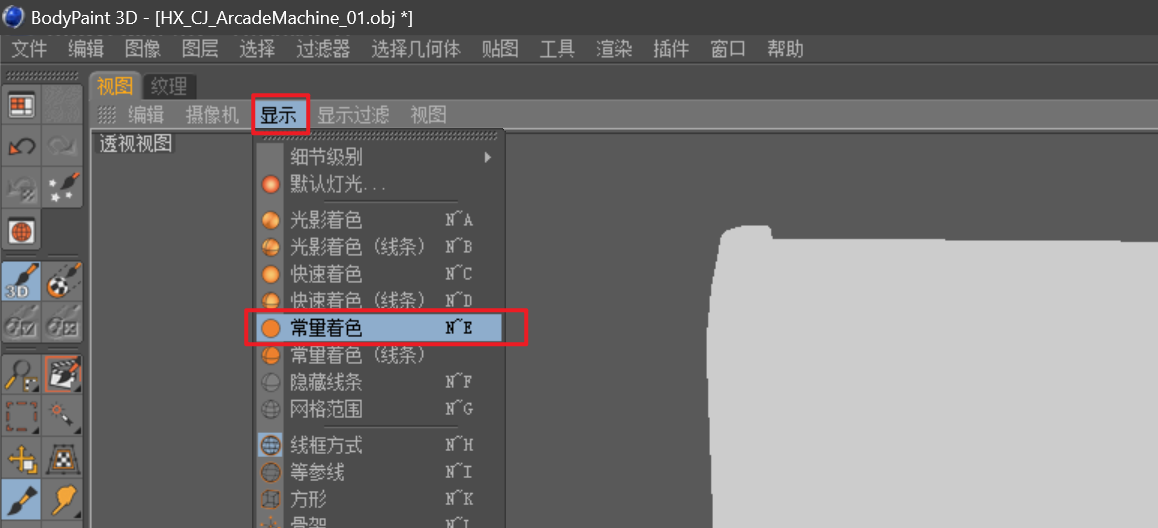 BodyPaint 3D - [HX_CJ_ArcadeMachine_01.obj *]
文件 编辑 图像 图层 选择 过滤器 选择几何体 贴图 工具 渲染 插件 窗口 帮助
视图 纹理
编辑 摄像机 显示 显示过滤 视图
透视视图
细节级别
默认灯光...
光影着色 N~A
光影着色（线条） N~B
快速着色 N~C
快速着色（线条） N~D
常量着色 N~E
常量着色（线条）
隐藏线条 N~F
网格范围 N~G
线框方式 N~H
等参线 N~I
方形 N~K
骨架 N~L
3D